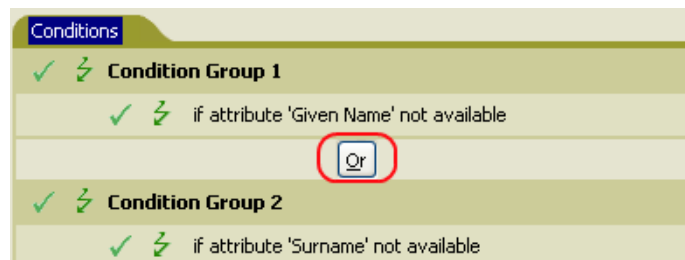 Conditions
Condition Group 1
if attribute 'Given Name' not available
Or
Condition Group 2
if attribute 'Surname' not available